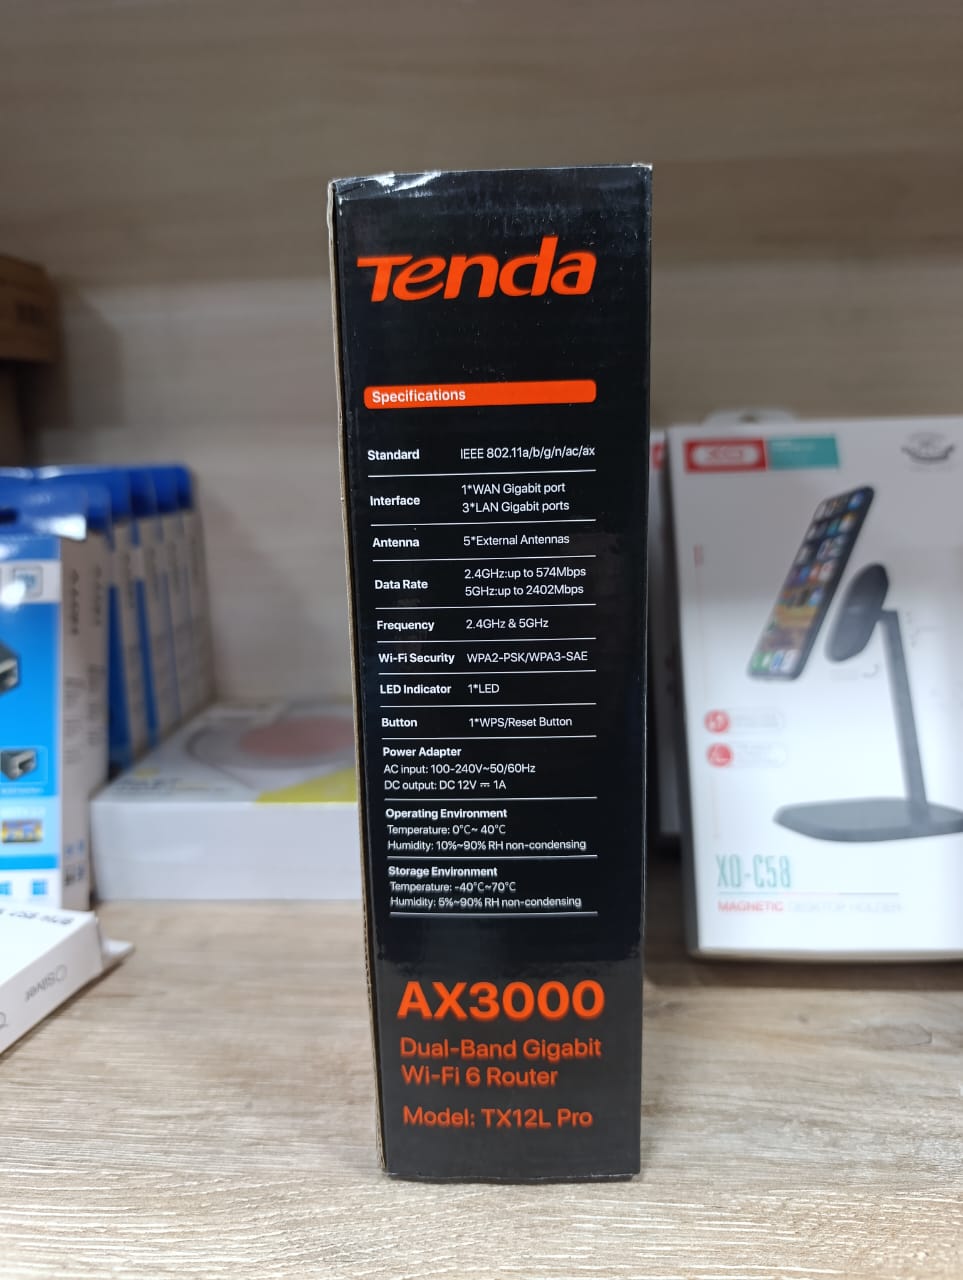 Tenda
Specifications
Standard IEEE 802.11a/b/g/n/ac/ax
Interface 1*WAN Gigabit port
3*LAN Gigabit ports
Antenna 5*External Antennas
Data Rate 2.4GHz:up to 574Mbps
5GHz:up to 2402Mbps
Frequency 2.4GHz & 5GHz
Wi-Fi Security WPA2-PSK/WPA3-SAE
LED Indicator 1*LED
Button 1*WPS/Reset Button
Power Adapter
AC input: 100-240V~50/60Hz
DC output: DC 12V ⎓ 1A
Operating Environment
Temperature: 0°C~ 40°C
Humidity: 10%~90% RH non-condensing
Storage Environment
Temperature: -40°C~70°C
Humidity: 5%~90% RH non-condensing
AX3000
Dual-Band Gigabit
Wi-Fi 6 Router
Model: TX12L Pro
XO
XO-C58
MAGNETIC DESKTOP HOLDER